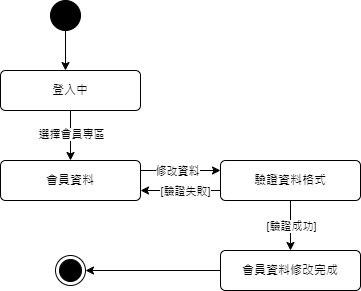 登入中
選擇會員專區
會員資料
修改資料
[驗證失敗]
驗證資料格式
[驗證成功]
會員資料修改完成